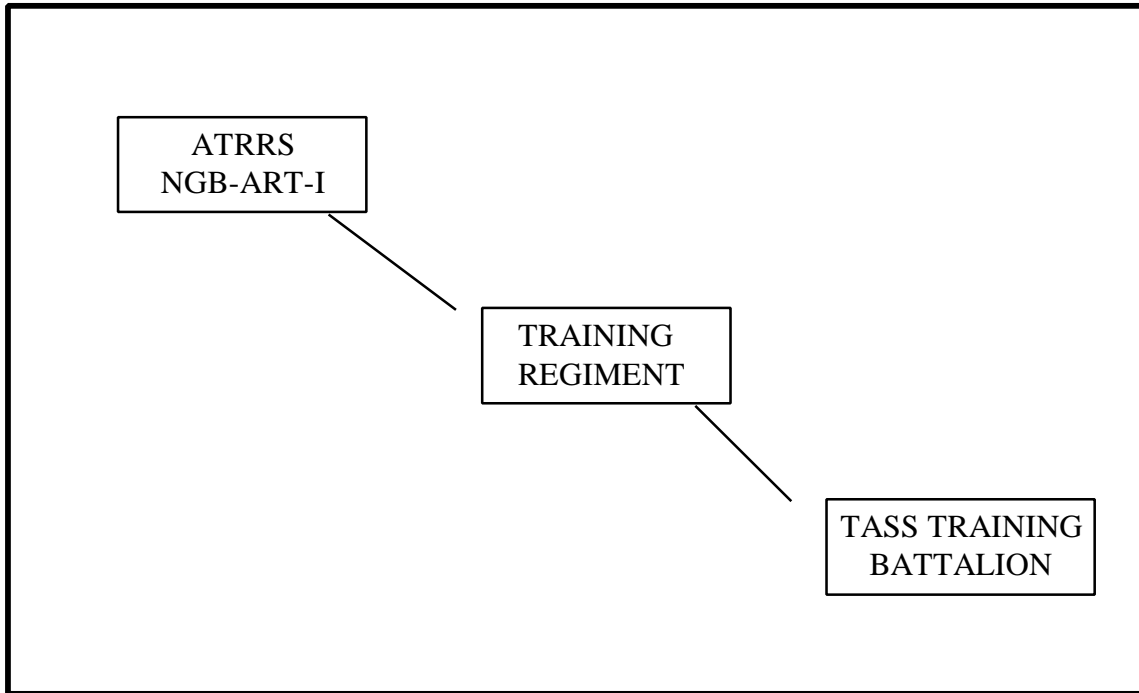 ATRRS
NGB-ART-I
TRAINING
REGIMENT
TASS TRAINING
BATTALION